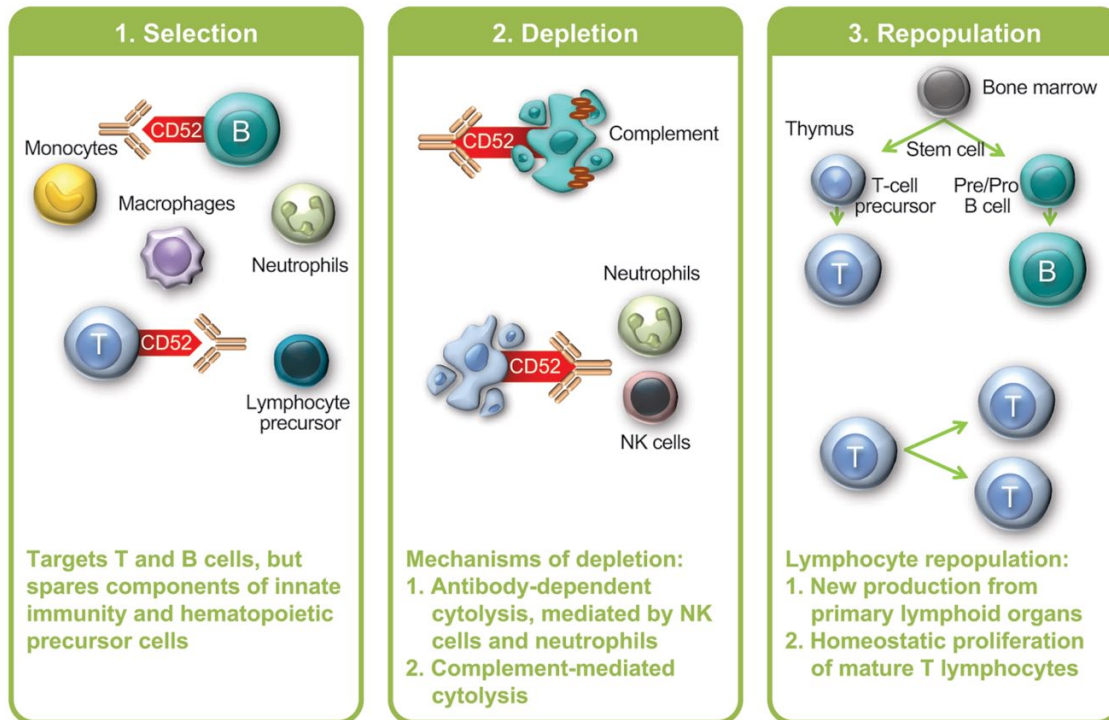 1. Selection
CD52
B
Monocytes
Macrophages
Neutrophils
T
CD52
Lymphocyte
precursor
Targets T and B cells, but
spares components of innate
immunity and hematopoietic
precursor cells
2. Depletion
CD52
Complement
Neutrophils
CD52
NK cells
Mechanisms of depletion:
1. Antibody-dependent
cytolysis, mediated by NK
cells and neutrophils
2. Complement-mediated
cytolysis
3. Repopulation
Bone marrow
Thymus
Stem cell
T-cell
precursor
Pre/Pro
B cell
T
B
T
T
T
Lymphocyte repopulation:
1. New production from
primary lymphoid organs
2. Homeostatic proliferation
of mature T lymphocytes